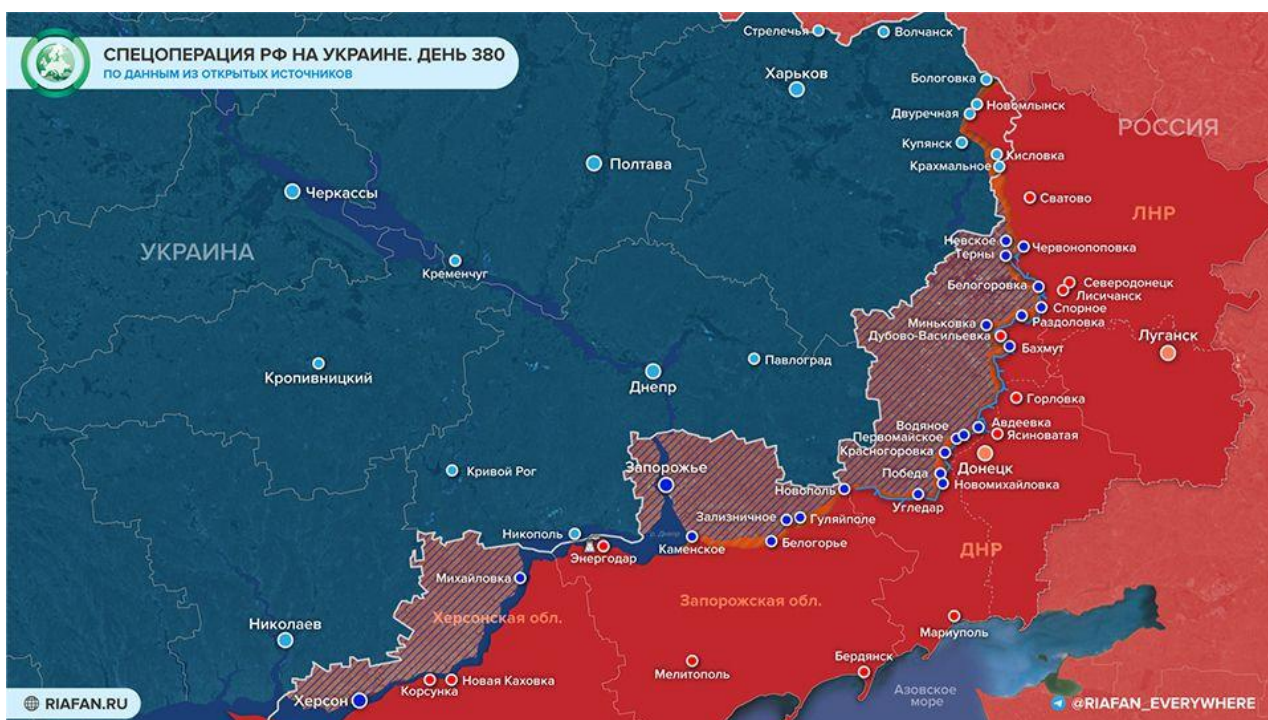 СПЕЦОПЕРАЦИЯ РФ НА УКРАИНЕ. ДЕНЬ 380
ПО ДАННЫМ ИЗ ОТКРЫТЫХ ИСТОЧНИКОВ
Стрелечья
Волчанск
Харьков
Бологовка
Новомлынск
Двуречная
РОССИЯ
Купянск
Кисловка
Крахмальное
Полтава
Черкассы
Сватово
ЛНР
УКРАИНА
Невское
Червонопоповка
Терны
Кременчуг
Белогоровка
Северодонецк
Лисичанск
Спорное
Раздоловка
Миньковка
Дубово-Васильевка
Бахмут
Луганск
Павлоград
Кропивницкий
Днепр
Горловка
Водяное
Авдеевка
Первомайское
Ясиноватая
Красногоровка
Донецк
Кривой Рог
Запорожье
Победа
Новомихайловка
Новополь
Угледар
Зализничное
Гуляйполе
Никополь
р. Днепр
Каменское
Белогорье
Энергодар
ДНР
Михайловка
Запорожская обл.
Херсонская обл.
Николаев
Мариуполь
Бердянск
Мелитополь
Корсунка
Новая Каховка
Херсон
Азовское
море
RIAFAN.RU
@RIAFAN_EVERYWHERE